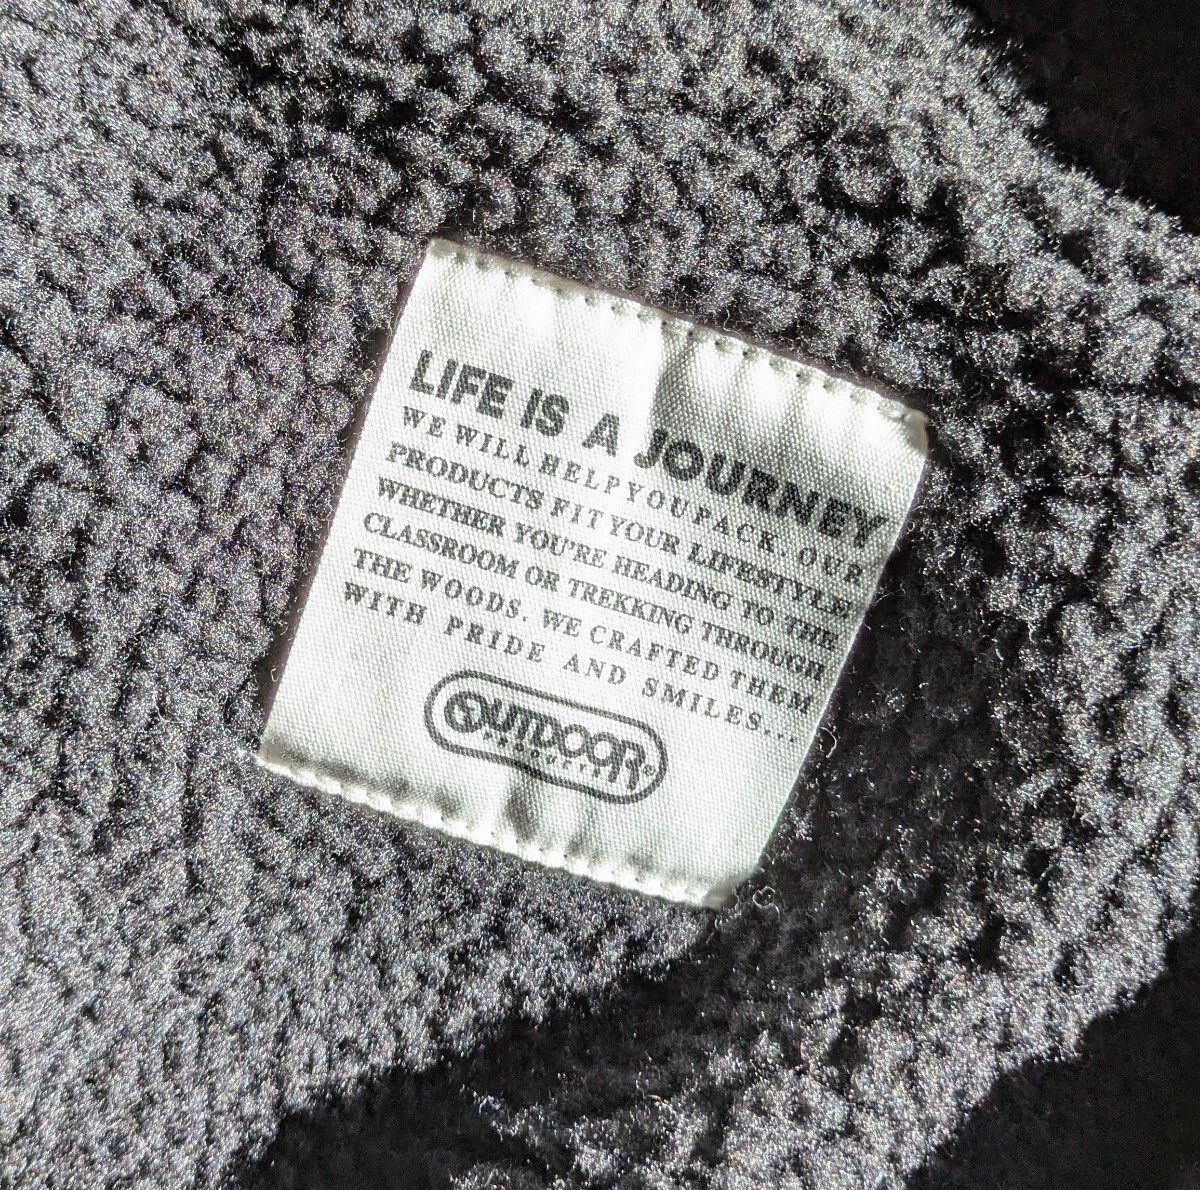 LIFE IS A JOURNEY
WE WILL HELP YOU PACK. OUR
PRODUCTS FIT YOUR LIFESTYLE
WHETHER YOU'RE HEADING TO THE
CLASSROOM OR TREKKING THROUGH
THE WOODS. WE CRAFTED THEM
WITH PRIDE AND SMILES...
OUTDOOR®
PRODUCTS